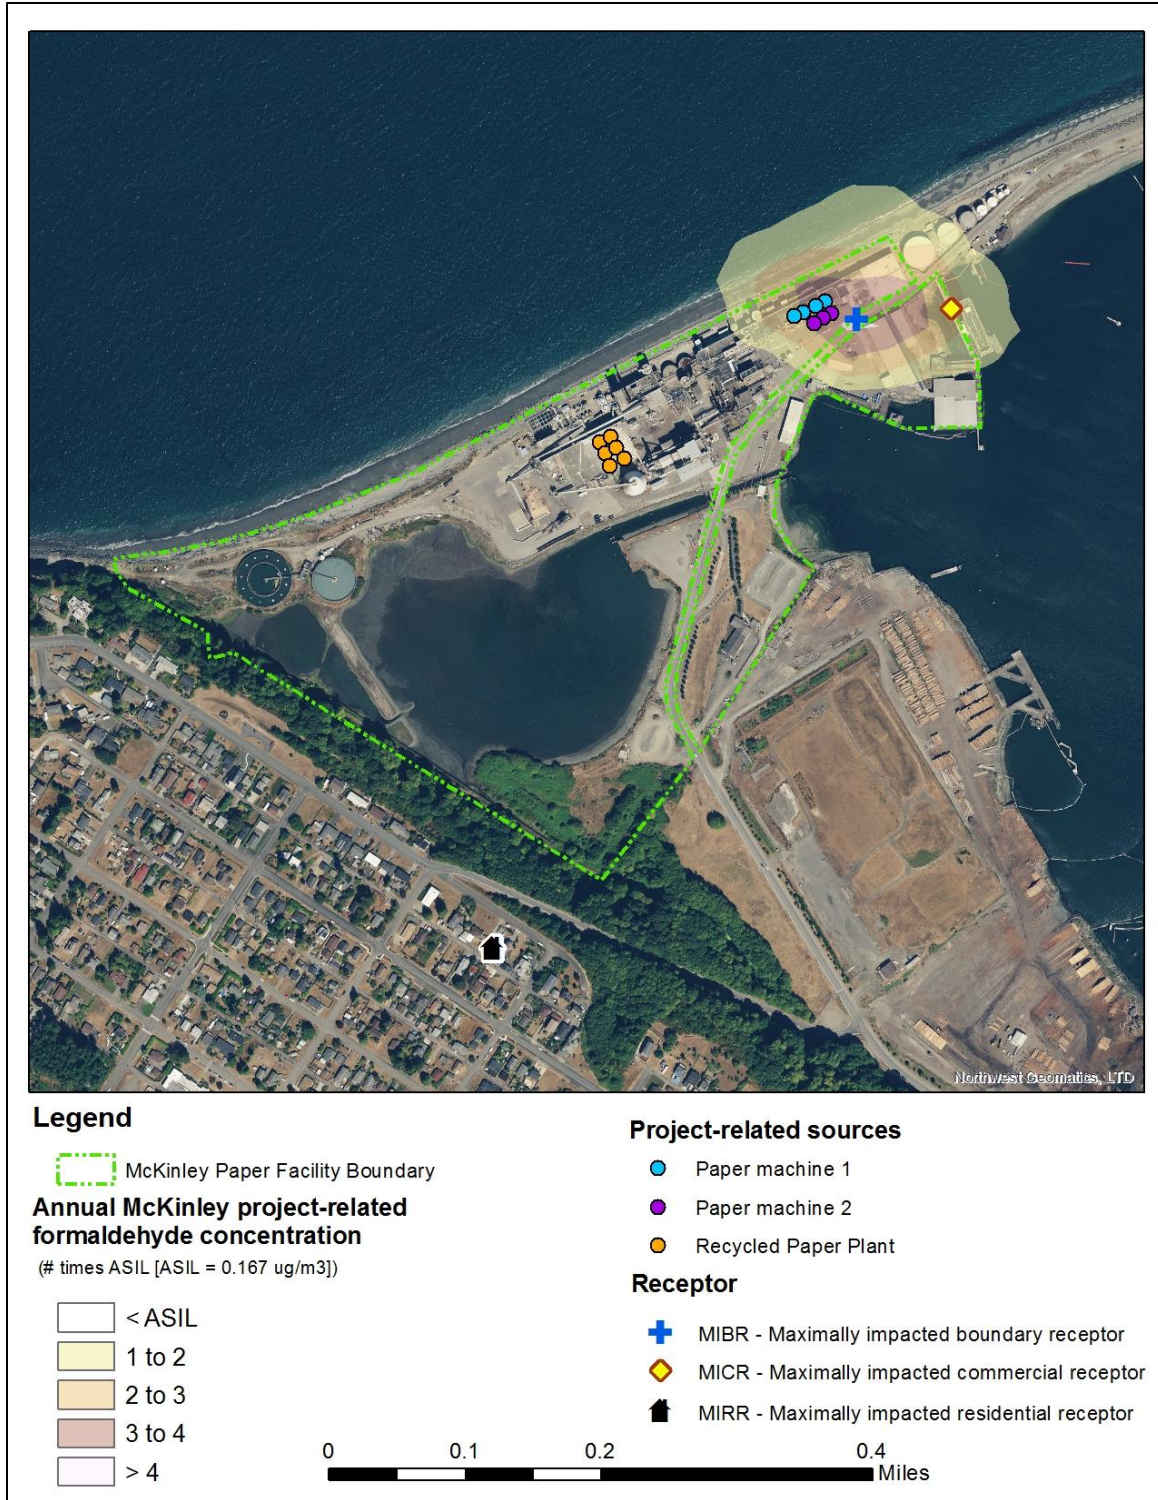 Northwest Geomatics, LTD
Legend
McKinley Paper Facility Boundary
Annual McKinley project-related
formaldehyde concentration
(# times ASIL [ASIL = 0.167 ug/m3])
< ASIL
1 to 2
2 to 3
3 to 4
> 4
Project-related sources
Paper machine 1
Paper machine 2
Recycled Paper Plant
Receptor
MIBR - Maximally impacted boundary receptor
MICR - Maximally impacted commercial receptor
MIRR - Maximally impacted residential receptor
0 0.1 0.2 0.4
Miles